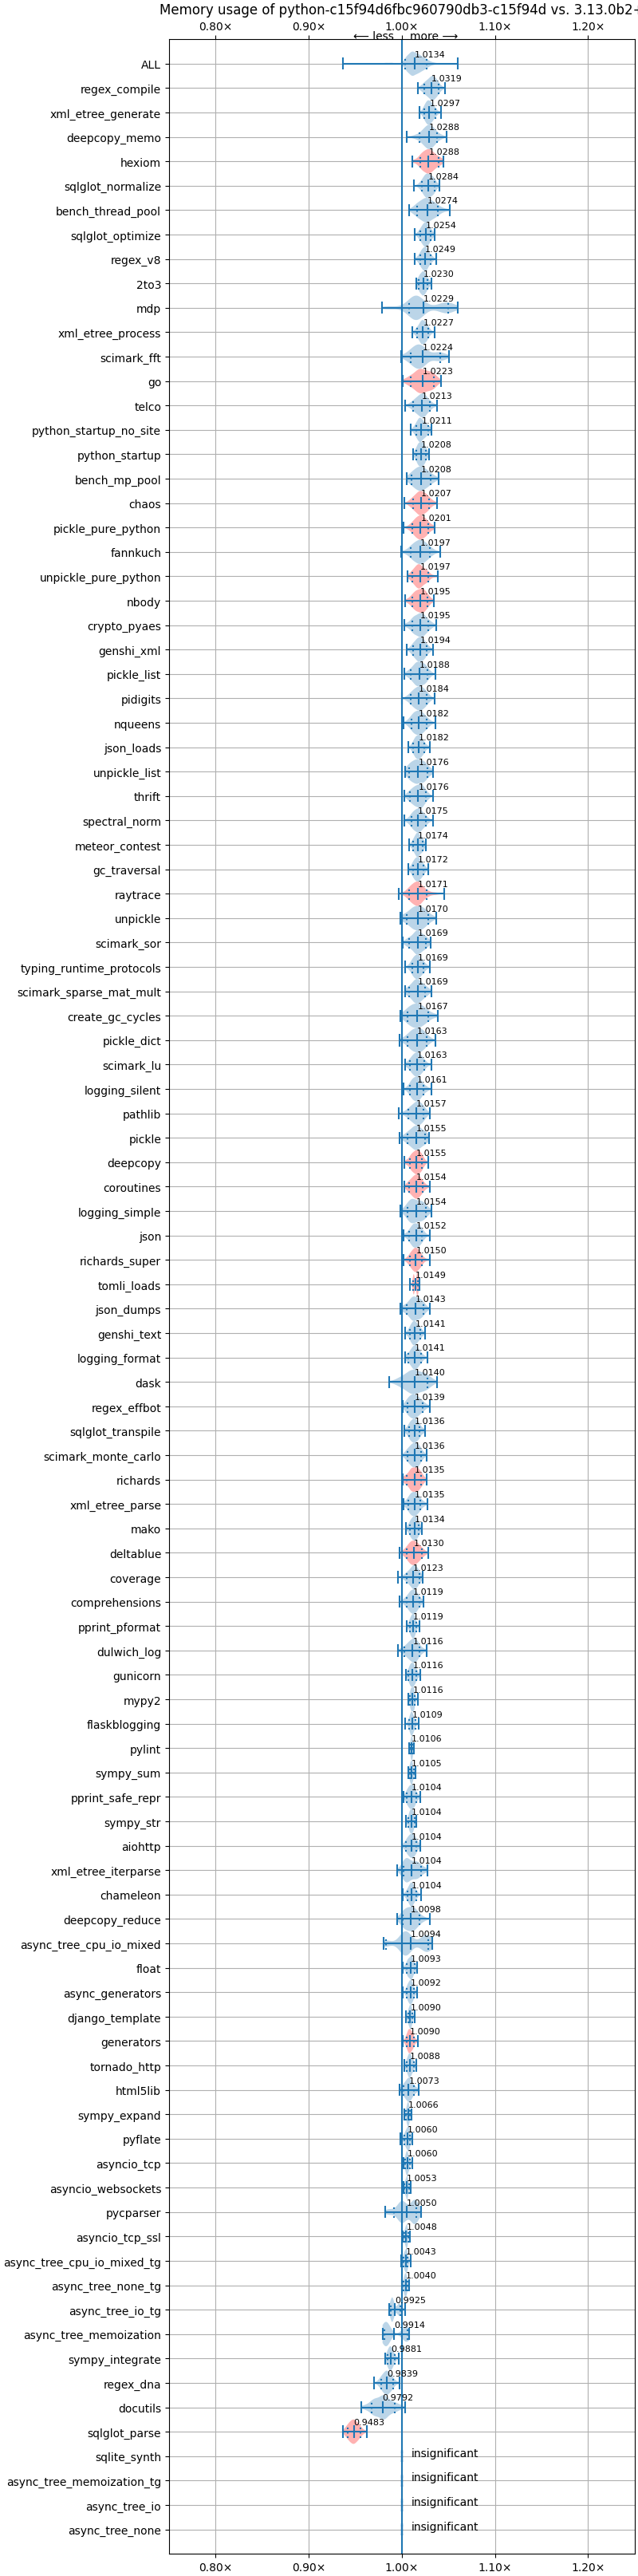 Memory usage of python-c15f94d6fbc960790db3-c15f94d vs. 3.13.0b2-
0.80× 0.90× 1.00× 1.10× 1.20×
⟵ less more ⟶
ALL 1.0134
regex_compile 1.0319
xml_etree_generate 1.0297
deepcopy_memo 1.0288
hexiom 1.0288
sqlglot_normalize 1.0284
bench_thread_pool 1.0274
sqlglot_optimize 1.0254
regex_v8 1.0249
2to3 1.0230
mdp 1.0229
xml_etree_process 1.0227
scimark_fft 1.0224
go 1.0223
telco 1.0213
python_startup_no_site 1.0211
python_startup 1.0208
bench_mp_pool 1.0208
chaos 1.0207
pickle_pure_python 1.0201
fannkuch 1.0197
unpickle_pure_python 1.0197
nbody 1.0195
crypto_pyaes 1.0195
genshi_xml 1.0194
pickle_list 1.0188
pidigits 1.0184
nqueens 1.0182
json_loads 1.0182
unpickle_list 1.0176
thrift 1.0176
spectral_norm 1.0175
meteor_contest 1.0174
gc_traversal 1.0172
raytrace 1.0171
unpickle 1.0170
scimark_sor 1.0169
typing_runtime_protocols 1.0169
scimark_sparse_mat_mult 1.0169
create_gc_cycles 1.0167
pickle_dict 1.0163
scimark_lu 1.0163
logging_silent 1.0161
pathlib 1.0157
pickle 1.0155
deepcopy 1.0155
coroutines 1.0154
logging_simple 1.0154
json 1.0152
richards_super 1.0150
tomli_loads 1.0149
json_dumps 1.0143
genshi_text 1.0141
logging_format 1.0141
dask 1.0140
regex_effbot 1.0139
sqlglot_transpile 1.0136
scimark_monte_carlo 1.0136
richards 1.0135
xml_etree_parse 1.0135
mako 1.0134
deltablue 1.0130
coverage 1.0123
comprehensions 1.0119
pprint_pformat 1.0119
dulwich_log 1.0116
gunicorn 1.0116
mypy2 1.0116
flaskblogging 1.0109
pylint 1.0106
sympy_sum 1.0105
pprint_safe_repr 1.0104
sympy_str 1.0104
aiohttp 1.0104
xml_etree_iterparse 1.0104
chameleon 1.0104
deepcopy_reduce 1.0098
async_tree_cpu_io_mixed 1.0094
float 1.0093
async_generators 1.0092
django_template 1.0090
generators 1.0090
tornado_http 1.0088
html5lib 1.0073
sympy_expand 1.0066
pyflate 1.0060
asyncio_tcp 1.0060
asyncio_websockets 1.0053
pycparser 1.0050
asyncio_tcp_ssl 1.0048
async_tree_cpu_io_mixed_tg 1.0043
async_tree_none_tg 1.0040
async_tree_io_tg 0.9925
async_tree_memoization 0.9914
sympy_integrate 0.9881
regex_dna 0.9839
docutils 0.9792
sqlglot_parse 0.9483
sqlite_synth insignificant
async_tree_memoization_tg insignificant
async_tree_io insignificant
async_tree_none insignificant
0.80× 0.90× 1.00× 1.10× 1.20×